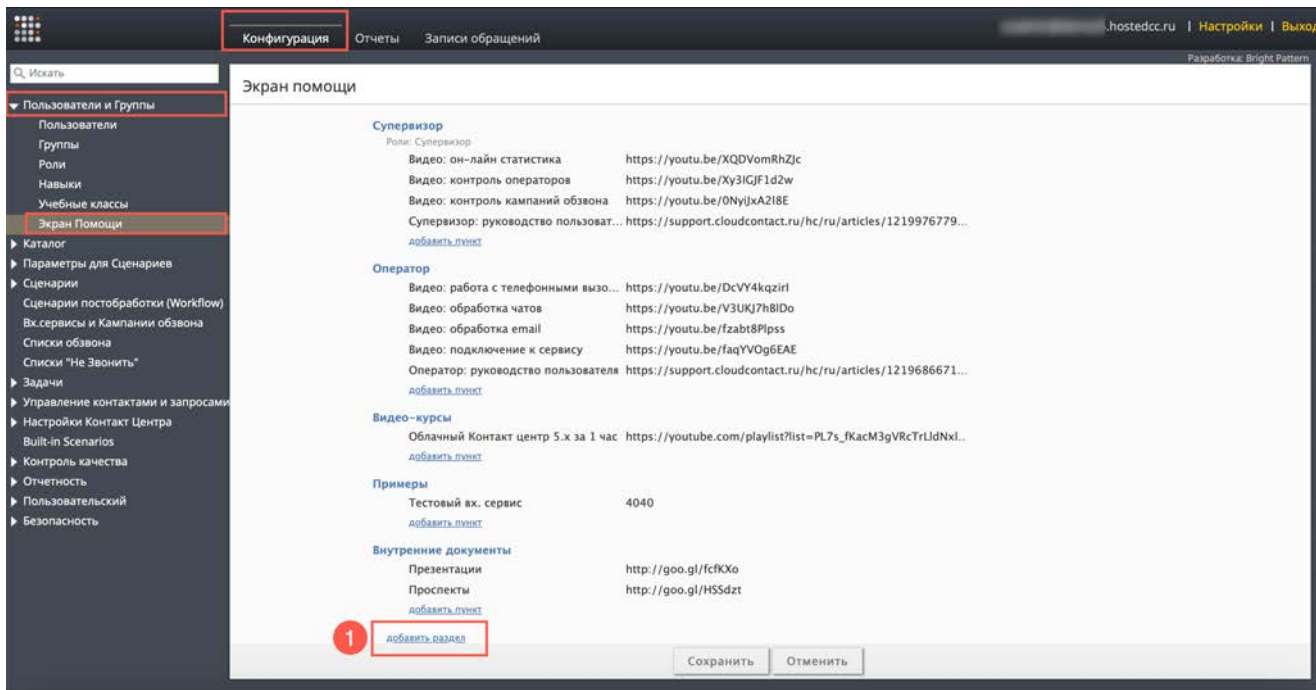 Конфигурация Отчеты Записи обращений .hostedcc.ru | Настройки | Выход
Разработка: Bright Pattern
Искать
Экран помощи
Пользователи и Группы
Пользователи
Группы
Роли
Навыки
Учебные классы
Экран Помощи
Каталог
Параметры для Сценариев
Сценарии
Сценарии постобработки (Workflow)
Вх.сервисы и Кампании обзвона
Списки обзвона
Списки "Не Звонить"
Задачи
Управление контактами и запросами
Настройки Контакт Центра
Built-in Scenarios
Контроль качества
Отчетность
Пользовательский
Безопасность
Супервизор
Роли: Супервизор
Видео: он-лайн статистика https://youtu.be/XQDVomRhZJc
Видео: контроль операторов https://youtu.be/Xy3IGJF1d2w
Видео: контроль кампаний обзвона https://youtu.be/0NyiJxA2I8E
Супервизор: руководство пользоват... https://support.cloudcontact.ru/hc/ru/articles/1219976779...
добавить пункт
Оператор
Видео: работа с телефонными вызо... https://youtu.be/DcVY4kqzirI
Видео: обработка чатов https://youtu.be/V3UKJ7hBlDo
Видео: обработка email https://youtu.be/fzabt8Plpss
Видео: подключение к сервису https://youtu.be/faqYVOg6EAE
Оператор: руководство пользователя https://support.cloudcontact.ru/hc/ru/articles/1219686671...
добавить пункт
Видео-курсы
Облачный Контакт центр 5.x за 1 час https://youtube.com/playlist?list=PL7s_fKacM3gVRcTrLldNxl..
добавить пункт
Примеры
Тестовый вх. сервис 4040
добавить пункт
Внутренние документы
Презентации http://goo.gl/fcfKXo
Проспекты http://goo.gl/HSSdzt
добавить пункт
1 добавить раздел
Сохранить Отменить